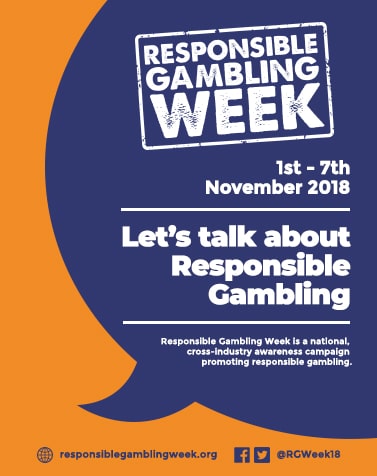 RESPONSIBLE
GAMBLING
WEEK
1st - 7th
November 2018
Let's talk about
Responsible
Gambling
Responsible Gambling Week is a national,
cross-industry awareness campaign
promoting responsible gambling.
responsiblegamblingweek.org
@RGWeek18